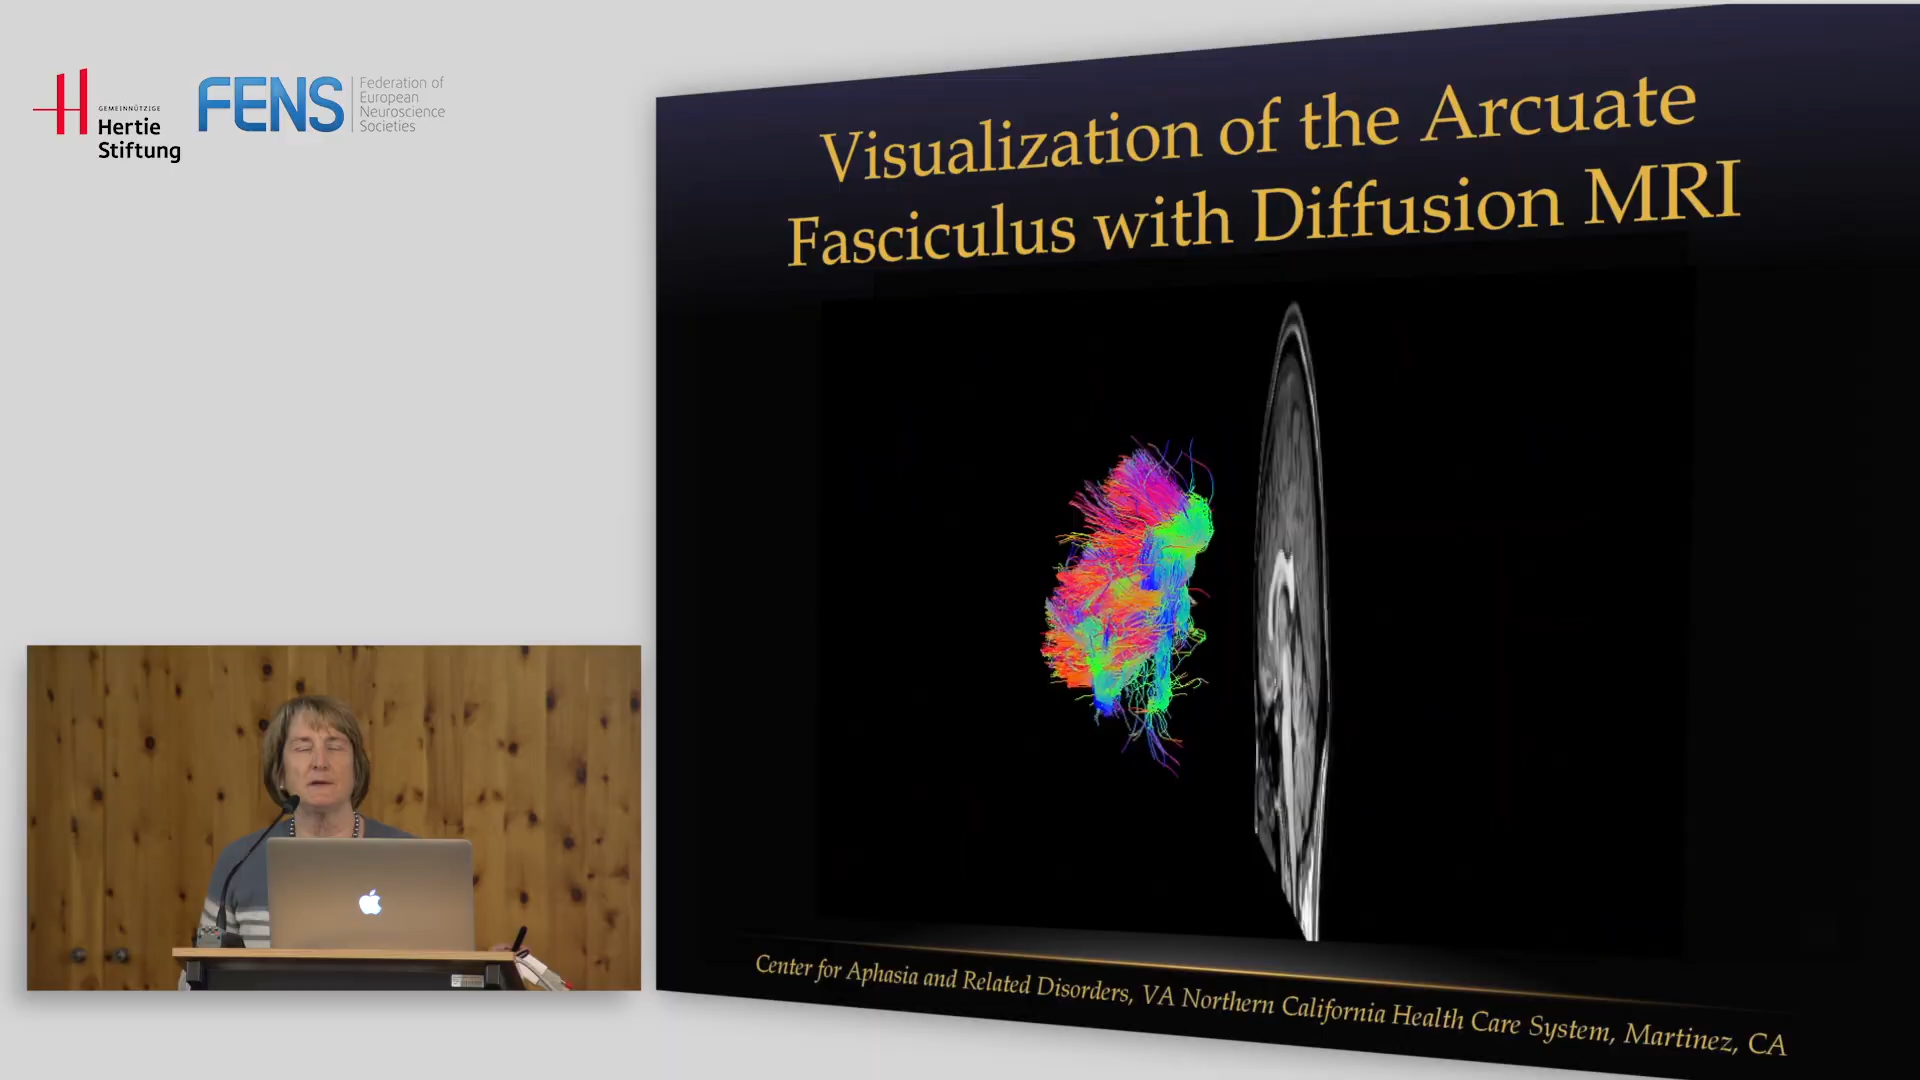 GEMEINNÜTZIGE
Hertie
Stiftung
FENS
Federation of
European
Neuroscience
Societies
Visualization of the Arcuate
Fasciculus with Diffusion MRI
Center for Aphasia and Related Disorders, VA Northern California Health Care System, Martinez, CA